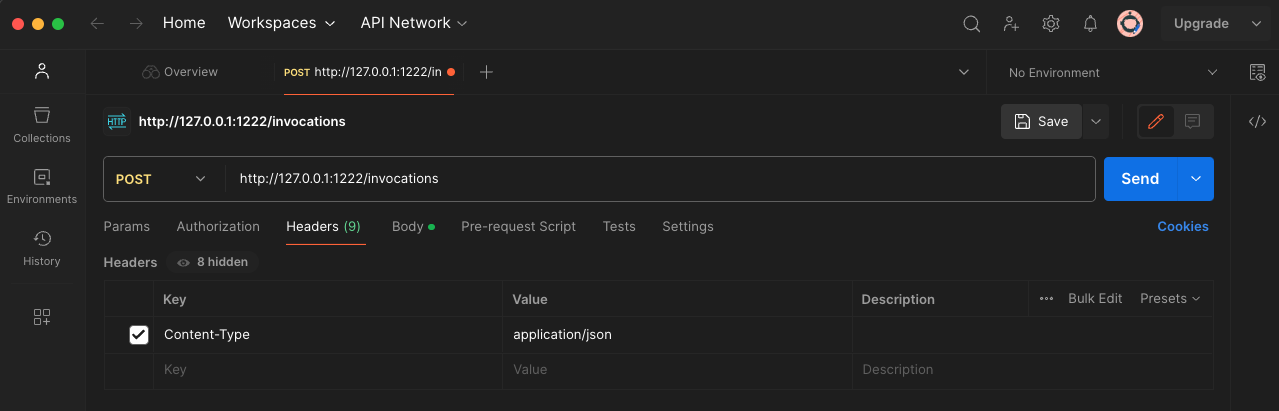 Home Workspaces API Network Upgrade
Overview POST http://127.0.0.1:1222/in No Environment
HTTP http://127.0.0.1:1222/invocations Save
Collections
POST http://127.0.0.1:1222/invocations Send
Environments
Params Authorization Headers (9) Body Pre-request Script Tests Settings Cookies
History
Headers 8 hidden
Key Value Description Bulk Edit Presets
Content-Type application/json
Key Value Description